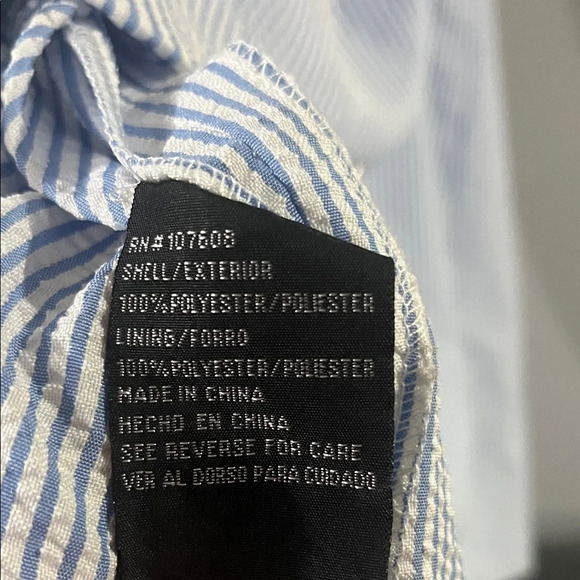 RN#107608
SHELL/EXTERIOR
100%POLYESTER/POLIESTER
LINING/FORRO
100%POLYESTER/POLIESTER
MADE IN CHINA
HECHO EN CHINA
SEE REVERSE FOR CARE
VER AL DORSO PARA CUIDADO